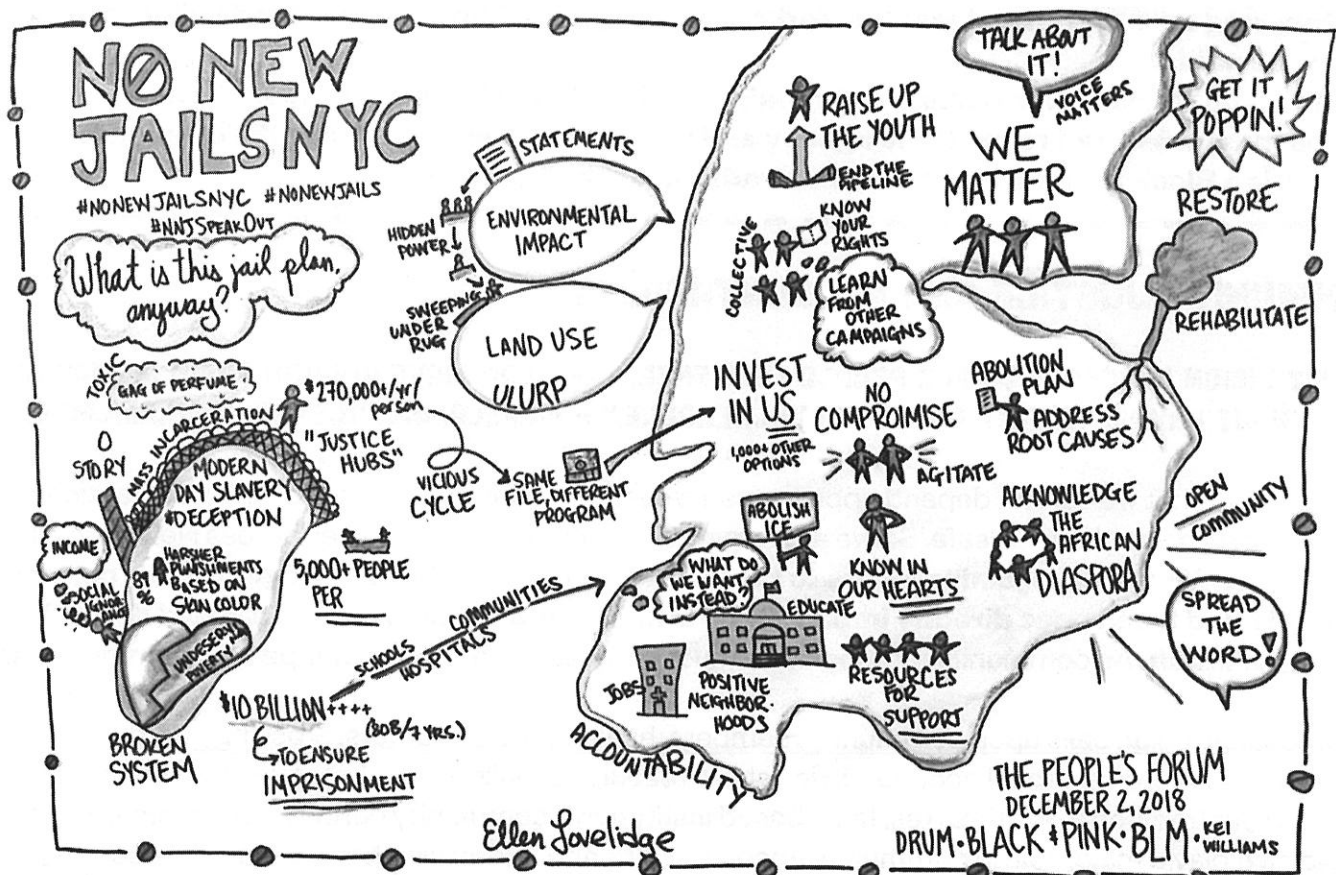 NO NEW
JAILS NYC
#NONEWJAILSNYC #NONEWJAILS
#NNJSPEAKOUT
What is this jail plan,
anyway?
TOXIC
GAG OF PERFUME
STORY
MASS INCARCERATION
$270,000+/yr/
person
"JUSTICE
HUBS"
MODERN
DAY SLAVERY
DECEPTION
INCOME
SOCIAL
89
%
HARSHER
PUNISHMENTS
BASED ON
SKIN COLOR
5,000+ PEOPLE
PER
POVERTY
BROKEN
SYSTEM
$10 BILLION++++
(80B/7 YRS.)
TO ENSURE
IMPRISONMENT
SCHOOLS COMMUNITIES
HOSPITALS
STATEMENTS
HIDDEN
POWER
SWEEPING
UNDER
RUG
ENVIRONMENTAL
IMPACT
LAND USE
ULURP
VICIOUS
CYCLE
SAME
FILE, DIFFERENT
PROGRAM
RAISE UP
THE YOUTH
END THE
PIPELINE
COLLECTIVE
KNOW
YOUR
RIGHTS
LEARN
FROM
OTHER
CAMPAIGNS
TALK ABOUT
IT!
VOICE
MATTERS
WE
MATTER
GET IT
POPPIN!
RESTORE
REHABILITATE
INVEST
IN US
1,000+ OTHER
OPTIONS
NO
COMPROIMISE
AGITATE
ABOLITION
PLAN
ADDRESS
ROOT CAUSES
ABOLISH
ICE
WHAT DO
WE WANT
INSTEAD?
KNOW IN
OUR HEARTS
ACKNOWLEDGE
THE
AFRICAN
DIASPORA
OPEN
COMMUNITY
EDUCATE
JOBS
POSITIVE
NEIGHBOR-
HOODS
RESOURCES
FOR
SUPPORT
ACCOUNTABILITY
SPREAD
THE
WORD!
THE PEOPLE'S FORUM
DECEMBER 2, 2018
DRUM•BLACK & PINK•BLM•KEI
WILLIAMS
Ellen Lovelidge